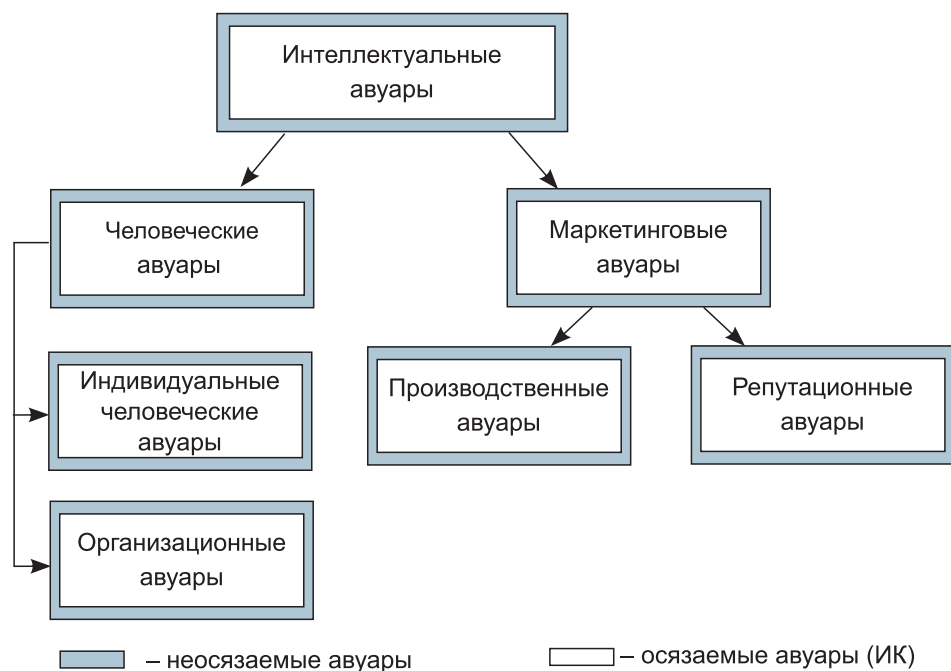 Интеллектуальные
авуары
Человеческие
авуары
Маркетинговые
авуары
Индивидуальные
человеческие
авуары
Производственные
авуары
Репутационные
авуары
Организационные
авуары
– неосязаемые авуары
– осязаемые авуары (ИК)